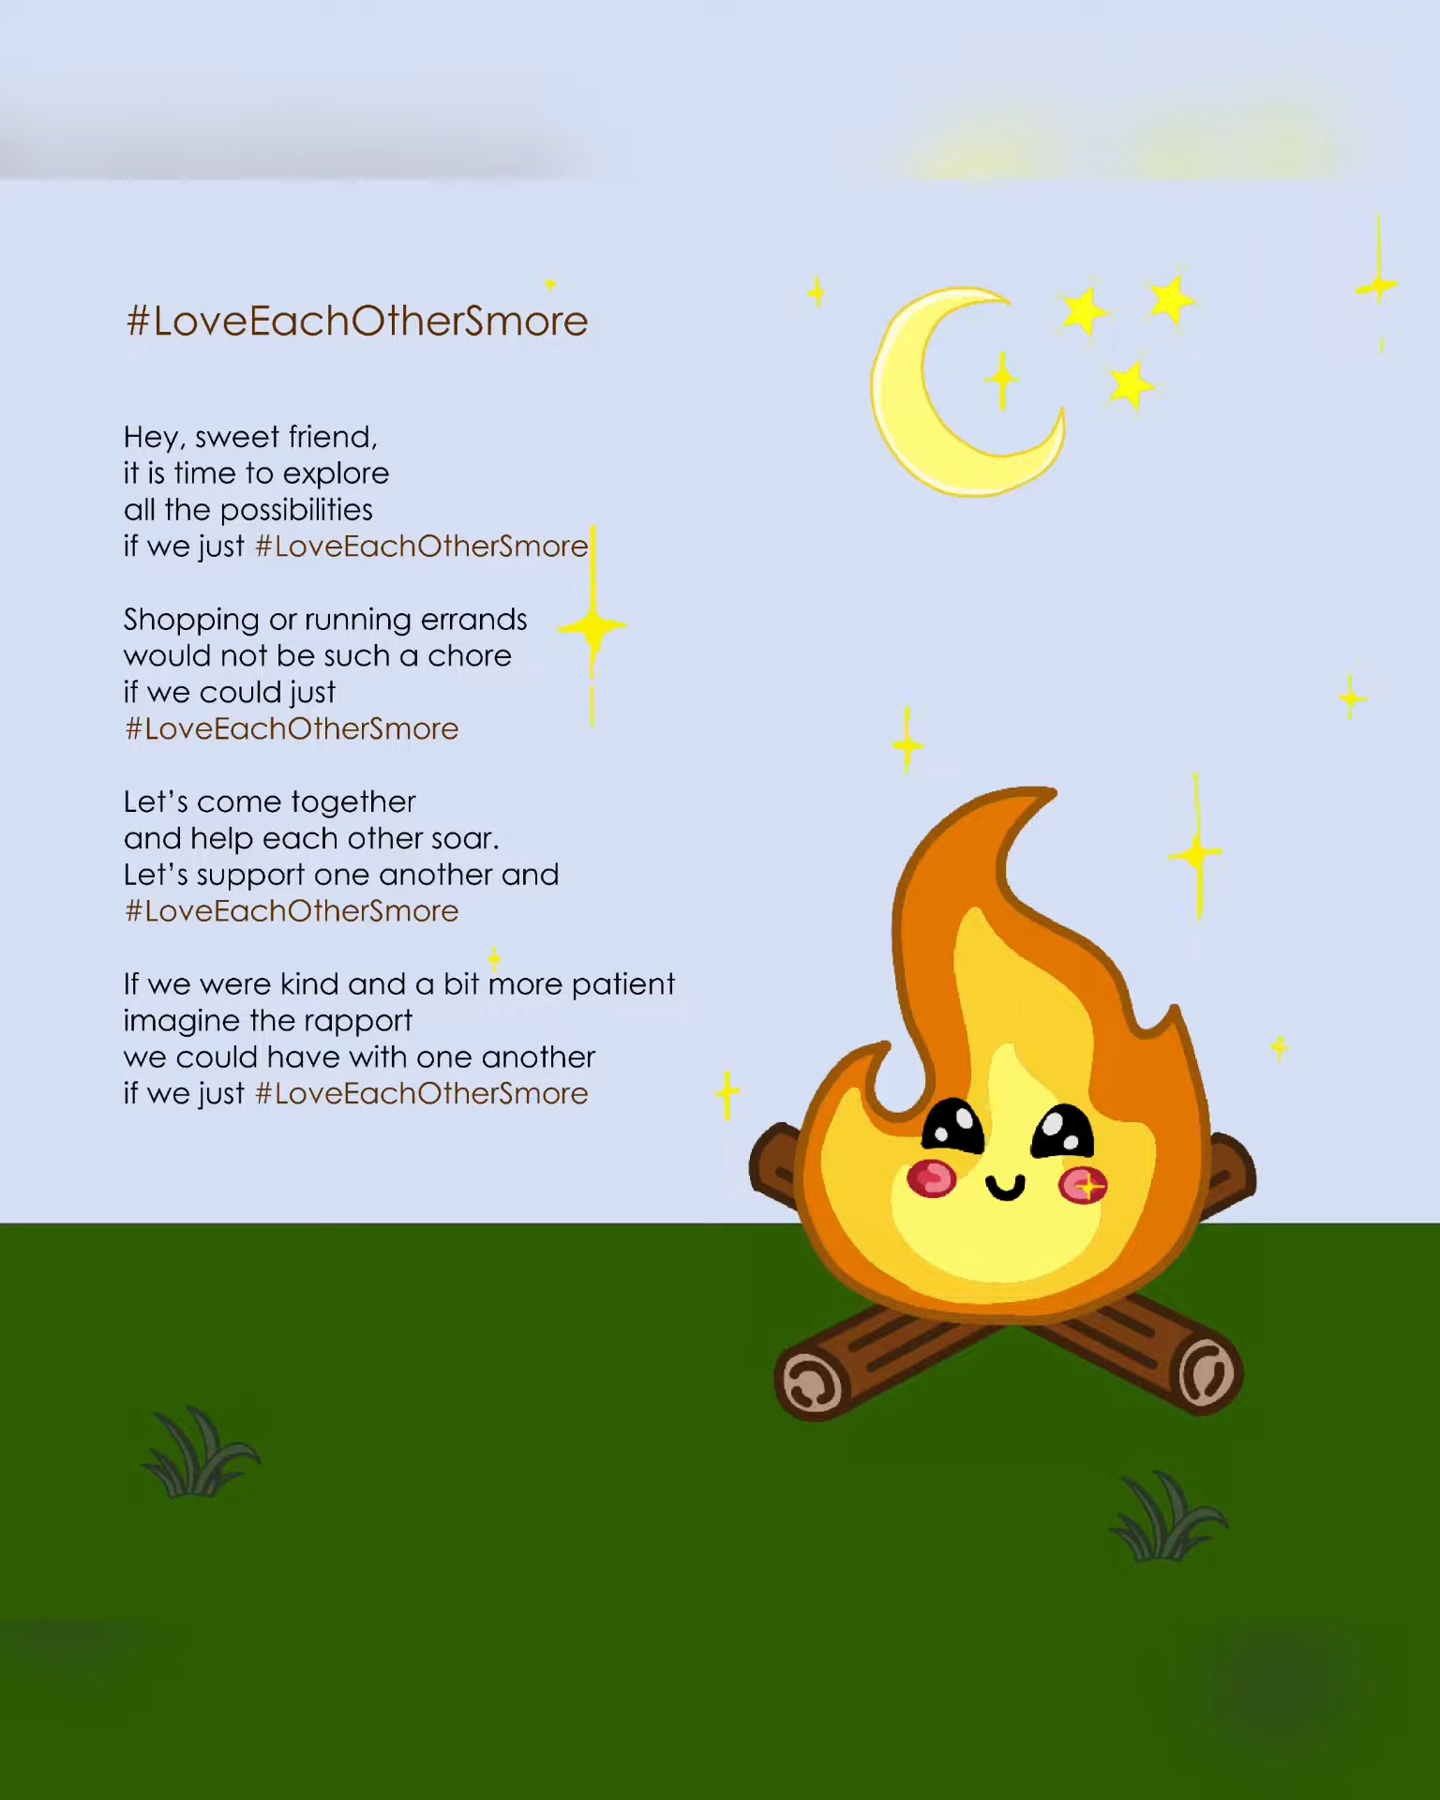 #LoveEachOtherSmore
Hey, sweet friend,
it is time to explore
all the possibilities
if we just #LoveEachOtherSmore
Shopping or running errands
would not be such a chore
if we could just
#LoveEachOtherSmore
Let's come together
and help each other soar.
Let's support one another and
#LoveEachOtherSmore
If we were kind and a bit more patient
imagine the rapport
we could have with one another
if we just #LoveEachOtherSmore